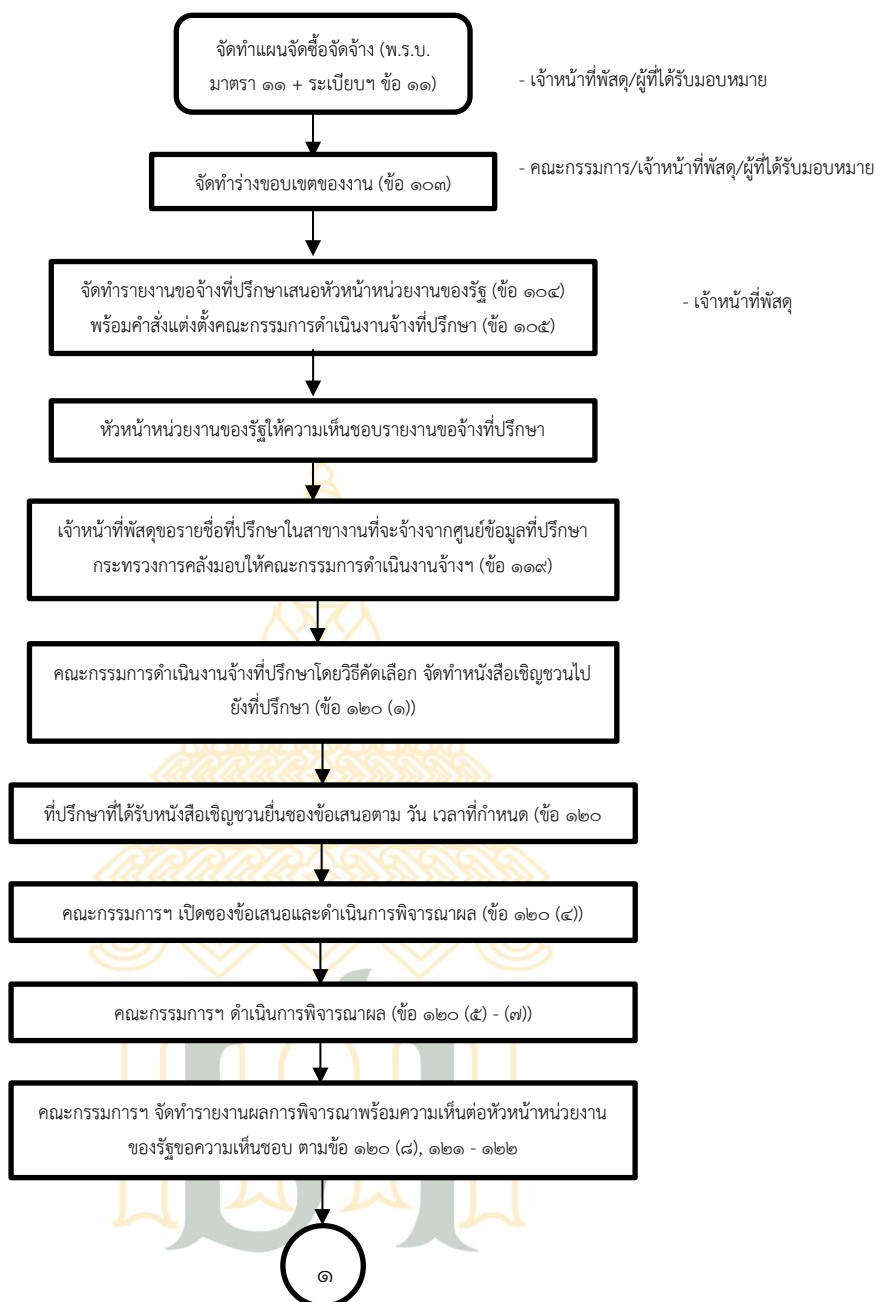 จัดทำแผนจัดซื้อจัดจ้าง (พ.ร.บ.
มาตรา ๑๑ + ระเบียบฯ ข้อ ๑๑)
- เจ้าหน้าที่พัสดุ/ผู้ที่ได้รับมอบหมาย
จัดทำร่างขอบเขตของงาน (ข้อ ๑๐๓)
- คณะกรรมการ/เจ้าหน้าที่พัสดุ/ผู้ที่ได้รับมอบหมาย
จัดทำรายงานขอจ้างที่ปรึกษาเสนอหัวหน้าหน่วยงานของรัฐ (ข้อ ๑๐๔)
พร้อมคำสั่งแต่งตั้งคณะกรรมการดำเนินงานจ้างที่ปรึกษา (ข้อ ๑๐๕)
- เจ้าหน้าที่พัสดุ
หัวหน้าหน่วยงานของรัฐให้ความเห็นชอบรายงานขอจ้างที่ปรึกษา
เจ้าหน้าที่พัสดุขอรายชื่อที่ปรึกษาในสาขางานที่จะจ้างจากศูนย์ข้อมูลที่ปรึกษา
กระทรวงการคลังมอบให้คณะกรรมการดำเนินงานจ้างฯ (ข้อ ๑๑๙)
คณะกรรมการดำเนินงานจ้างที่ปรึกษาโดยวิธีคัดเลือก จัดทำหนังสือเชิญชวนไป
ยังที่ปรึกษา (ข้อ ๑๒๐ (๑))
ที่ปรึกษาที่ได้รับหนังสือเชิญชวนยื่นซองข้อเสนอตาม วัน เวลาที่กำหนด (ข้อ ๑๒๐
คณะกรรมการฯ เปิดซองข้อเสนอและดำเนินการพิจารณาผล (ข้อ ๑๒๐ (๔))
คณะกรรมการฯ ดำเนินการพิจารณาผล (ข้อ ๑๒๐ (๕) - (๗))
คณะกรรมการฯ จัดทำรายงานผลการพิจารณาพร้อมความเห็นต่อหัวหน้าหน่วยงาน
ของรัฐขอความเห็นชอบ ตามข้อ ๑๒๐ (๘), ๑๒๑ - ๑๒๒
๑